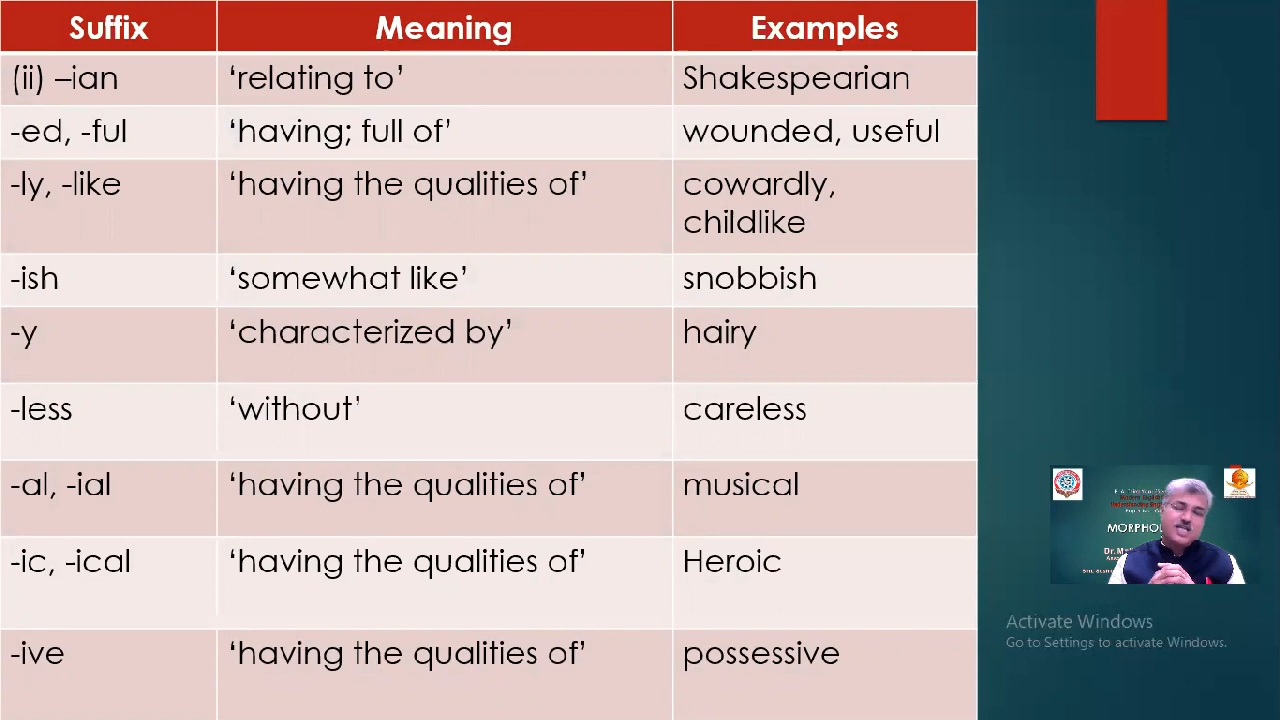 Suffix Meaning Examples
(ii) –ian ‘relating to’ Shakespearian
-ed, -ful ‘having; full of’ wounded, useful
-ly, -like ‘having the qualities of’ cowardly,
childlike
-ish ‘somewhat like’ snobbish
-y ‘characterized by’ hairy
-less ‘without’ careless
-al, -ial ‘having the qualities of’ musical
-ic, -ical ‘having the qualities of’ Heroic
-ive ‘having the qualities of’ possessive
MORPHO
Activate Windows
Go to Settings to activate Windows.